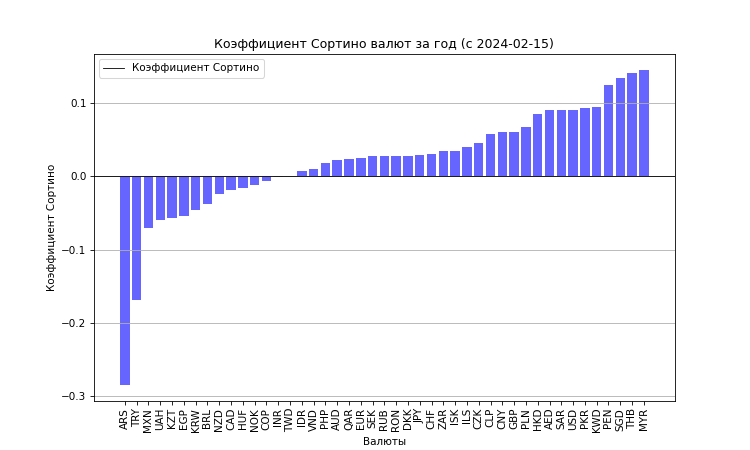 Коэффициент Сортино валют за год (с 2024-02-15)
Коэффициент Сортино
Коэффициент Сортино
0.1
0.0
−0.1
−0.2
−0.3
ARS TRY MXN UAH KZT EGP KRW BRL NZD CAD HUF NOK COP INR TWD IDR VND PHP AUD QAR EUR SEK RUB RON DKK JPY CHF ZAR ISK ILS CZK CLP CNY GBP PLN HKD AED SAR USD PKR KWD PEN SGD THB MYR
Валюты